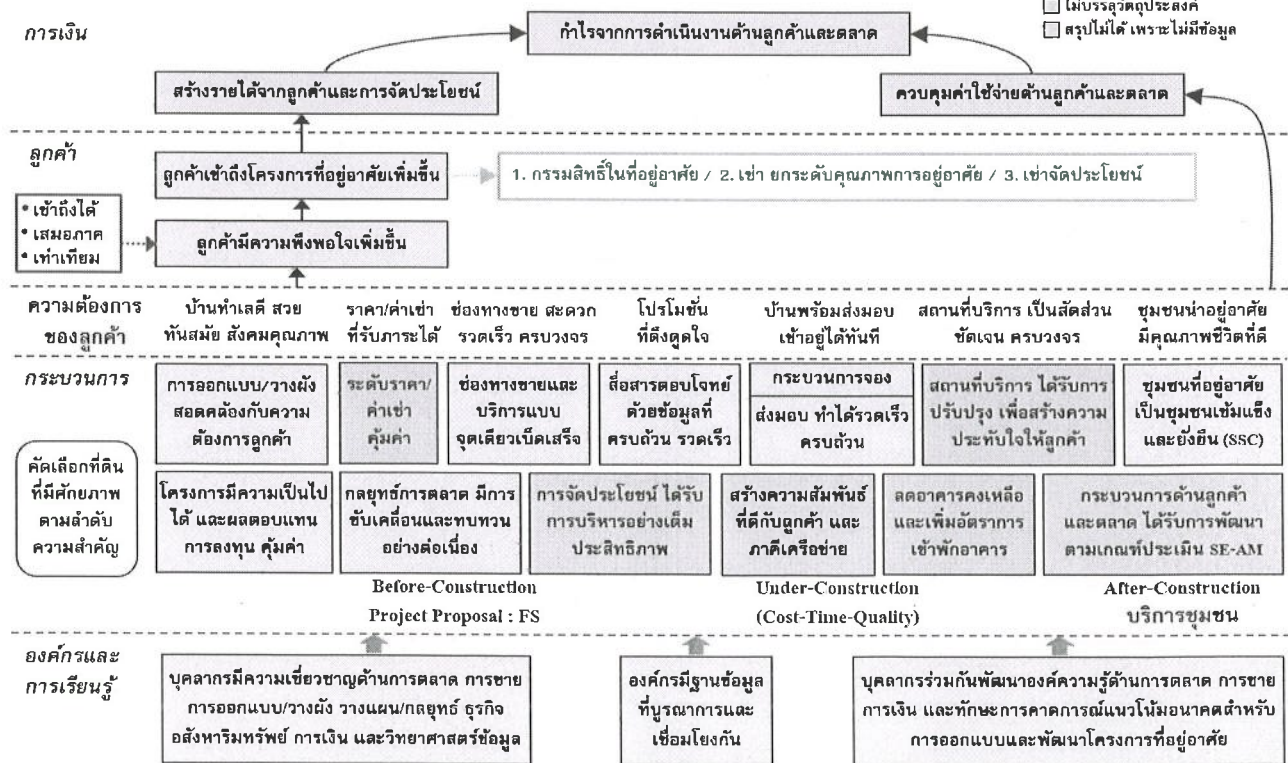 ไม่บรรลุวัตถุประสงค์
สรุปไม่ได้ เพราะไม่มีข้อมูล
การเงิน
กำไรจากการดำเนินงานด้านลูกค้าและตลาด
สร้างรายได้จากลูกค้าและการจัดประโยชน์
ควบคุมค่าใช้จ่ายด้านลูกค้าและตลาด
ลูกค้า
ลูกค้าเข้าถึงโครงการที่อยู่อาศัยเพิ่มขึ้น
1. กรรมสิทธิ์ในที่อยู่อาศัย / 2. เช่า ยกระดับคุณภาพการอยู่อาศัย / 3. เช่าจัดประโยชน์
• เข้าถึงได้
• เสมอภาค
• เท่าเทียม
ลูกค้ามีความพึงพอใจเพิ่มขึ้น
ความต้องการ
ของลูกค้า
บ้านทำเลดี สวย
ทันสมัย สังคมคุณภาพ
ราคา/ค่าเช่า
ที่รับภาระได้
ช่องทางขาย สะดวก
รวดเร็ว ครบวงจร
โปรโมชั่น
ที่ดึงดูดใจ
บ้านพร้อมส่งมอบ
เข้าอยู่ได้ทันที
สถานที่บริการ เป็นสัดส่วน
ชัดเจน ครบวงจร
ชุมชนน่าอยู่อาศัย
มีคุณภาพชีวิตที่ดี
กระบวนการ
การออกแบบ/วางผัง
สอดคล้องกับความ
ต้องการลูกค้า
ระดับราคา/
ค่าเช่า
คุ้มค่า
ช่องทางขายและ
บริการแบบ
จุดเดียวเบ็ดเสร็จ
สื่อสารตอบโจทย์
ด้วยข้อมูลที่
ครบถ้วน รวดเร็ว
กระบวนการจอง
ส่งมอบ ทำได้รวดเร็ว
ครบถ้วน
สถานที่บริการ ได้รับการ
ปรับปรุง เพื่อสร้างความ
ประทับใจให้ลูกค้า
ชุมชนที่อยู่อาศัย
เป็นชุมชนเข้มแข็ง
และยั่งยืน (SSC)
คัดเลือกที่ดิน
ที่มีศักยภาพ
ตามลำดับ
ความสำคัญ
โครงการมีความเป็นไป
ได้ และผลตอบแทน
การลงทุน คุ้มค่า
กลยุทธ์การตลาด มีการ
ขับเคลื่อนและทบทวน
อย่างต่อเนื่อง
การจัดประโยชน์ ได้รับ
การบริหารอย่างเต็ม
ประสิทธิภาพ
สร้างความสัมพันธ์
ที่ดีกับลูกค้า และ
ภาคีเครือข่าย
ลดอาคารคงเหลือ
และเพิ่มอัตราการ
เข้าพักอาคาร
กระบวนการด้านลูกค้า
และตลาด ได้รับการพัฒนา
ตามเกณฑ์ประเมิน SE-AM
Before-Construction
Project Proposal : FS
Under-Construction
(Cost-Time-Quality)
After-Construction
บริการชุมชน
องค์กรและ
การเรียนรู้
บุคลากรมีความเชี่ยวชาญด้านการตลาด การขาย
การออกแบบ/วางผัง วางแผน/กลยุทธ์ ธุรกิจ
อสังหาริมทรัพย์ การเงิน และวิทยาศาสตร์ข้อมูล
องค์กรมีฐานข้อมูล
ที่บูรณาการและ
เชื่อมโยงกัน
บุคลากรร่วมกันพัฒนาองค์ความรู้ด้านการตลาด การขาย
การเงิน และทักษะการคาดการณ์แนวโน้มอนาคตสำหรับ
การออกแบบและพัฒนาโครงการที่อยู่อาศัย